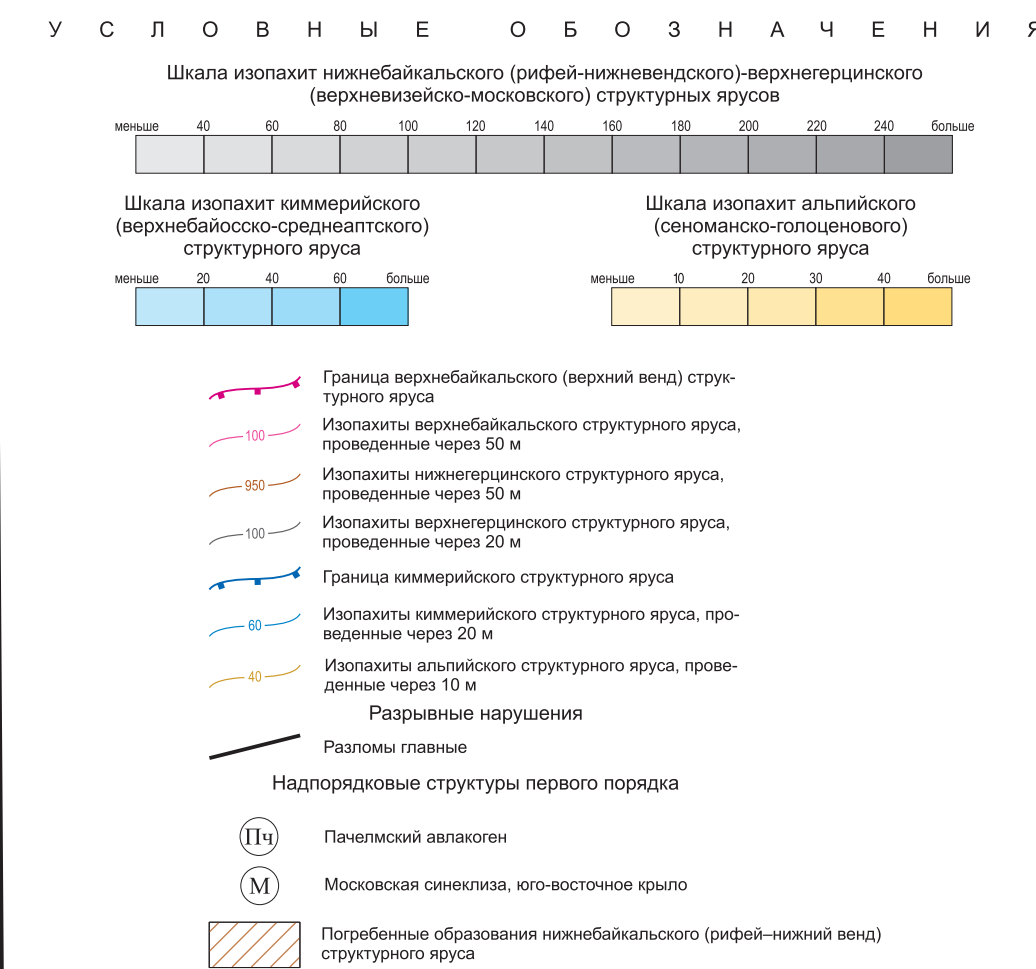 УСЛОВНЫЕ ОБОЗНАЧЕНИЯ
Шкала изопахит нижнебайкальского (рифей-нижневендского)-верхнегерцинского
(верхневизейско-московского) структурных ярусов
меньше 40 60 80 100 120 140 160 180 200 220 240 больше
Шкала изопахит киммерийского
(верхнебайосско-среднеаптского)
структурного яруса
меньше 20 40 60 больше
Шкала изопахит альпийского
(сеноманско-голоценового)
структурного яруса
меньше 10 20 30 40 больше
Граница верхнебайкальского (верхний венд) струк-
турного яруса
100
Изопахиты верхнебайкальского структурного яруса,
проведенные через 50 м
950
Изопахиты нижнегерцинского структурного яруса,
проведенные через 50 м
100
Изопахиты верхнегерцинского структурного яруса,
проведенные через 20 м
Граница киммерийского структурного яруса
60
Изопахиты киммерийского структурного яруса, про-
веденные через 20 м
40
Изопахиты альпийского структурного яруса, прове-
денные через 10 м
Разрывные нарушения
Разломы главные
Надпорядковые структуры первого порядка
Пч
Пачелмский авлакоген
М
Московская синеклиза, юго-восточное крыло
Погребенные образования нижнебайкальского (рифей–нижний венд)
структурного яруса